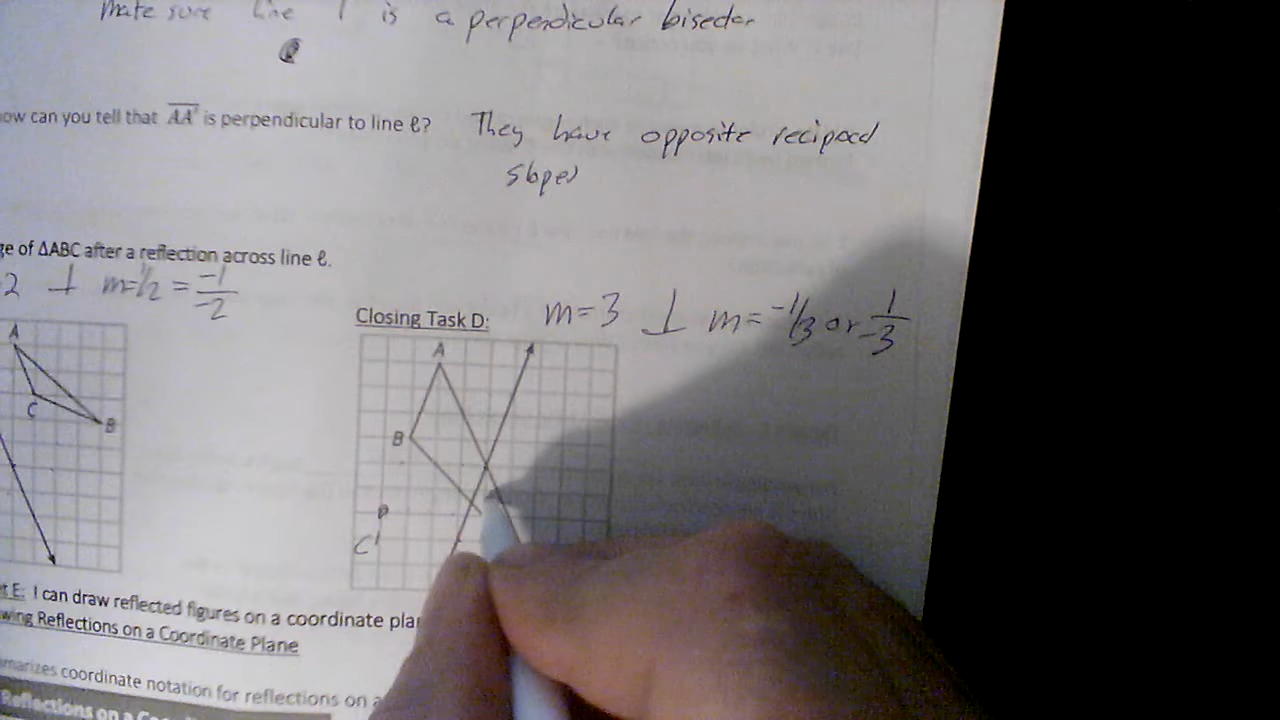 Make sure line l is a perpendicular bisector
ow can you tell that AA' is perpendicular to line ℓ? They have opposite reciprocal
slopes
ge of ΔABC after a reflection across line ℓ.
2 ⊥ m=1/2 = -1/-2
Closing Task D: m=3 ⊥ m=-1/3 or 1/-3
A
A
C
B
B
C'
t E: I can draw reflected figures on a coordinate pla
wing Reflections on a Coordinate Plane
marizes coordinate notation for reflections on a
Reflections on a